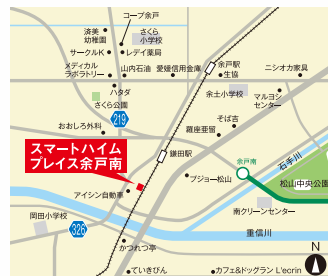 コープ余戸
済美
幼稚園
さくら
小学校
サークルK
レデイ薬局
メディカル
ラボラトリー
山内石油
愛媛信用金庫
余戸駅
生協
ニシオカ家具
ハタダ
さくら公園
219
余土小学校
マルヨシ
センター
そば吉
おおしろ外科
羅座亜留
スマートハイム
プレイス余戸南
鎌田駅
余戸南
石手川
プジョー松山
松山中央公園
アイシン自動車
岡田小学校
326
南クリーンセンター
重信川
かつれつ亭
N
ていきびん
カフェ&ドッグラン L'ecrin